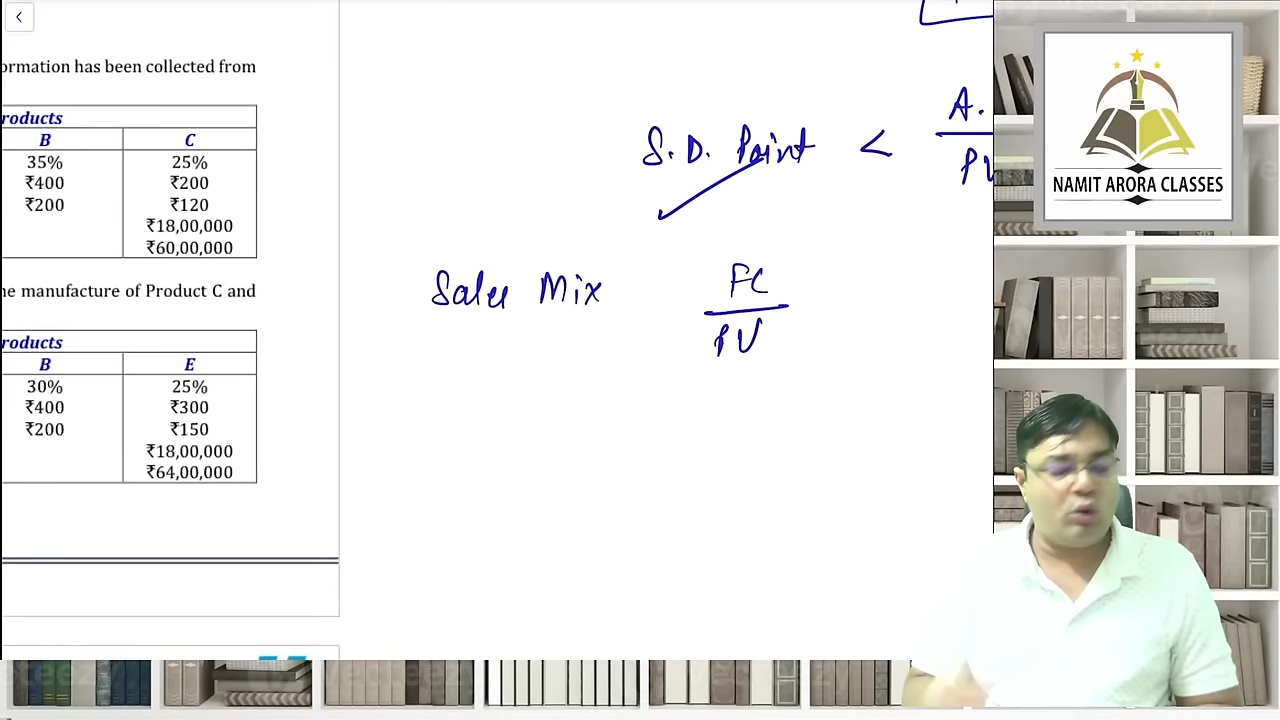 ormation has been collected from
roducts
B C
35% 25%
₹400 ₹200
₹200 ₹120
₹18,00,000
₹60,00,000
he manufacture of Product C and
roducts
B E
30% 25%
₹400 ₹300
₹200 ₹150
₹18,00,000
₹64,00,000
S.D. Point < A.
PV
Sales Mix FC
PV
NAMIT ARORA CLASSES